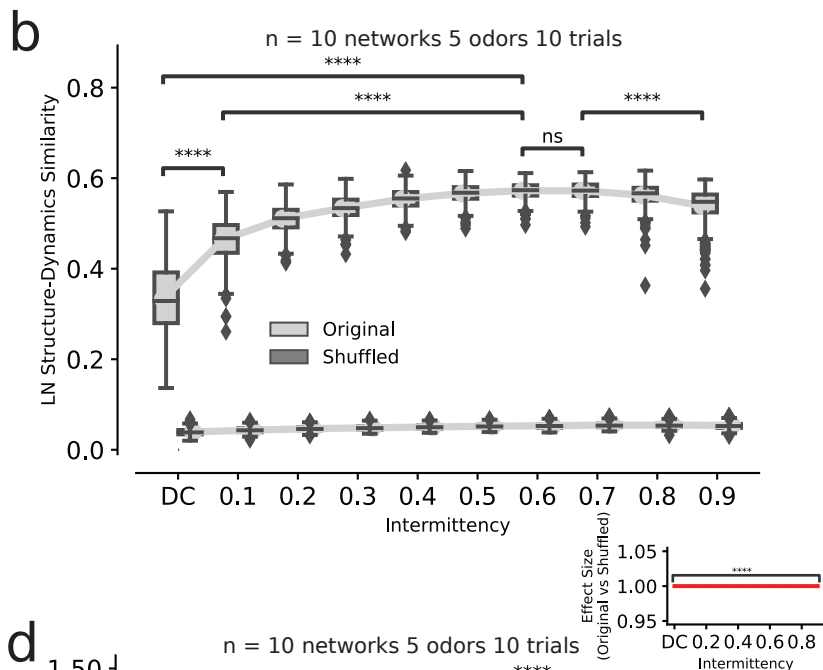 b
n = 10 networks 5 odors 10 trials
****
****
****
ns
****
LN Structure-Dynamics Similarity
0.8
0.6
0.4
0.2
0.0
Original
Shuffled
DC 0.1 0.2 0.3 0.4 0.5 0.6 0.7 0.8 0.9
Intermittency
Effect Size
(Original vs Shuffled)
1.05
1.00
0.95
****
DC 0.2 0.4 0.6 0.8
Intermittency
d
n = 10 networks 5 odors 10 trials
****
1.50